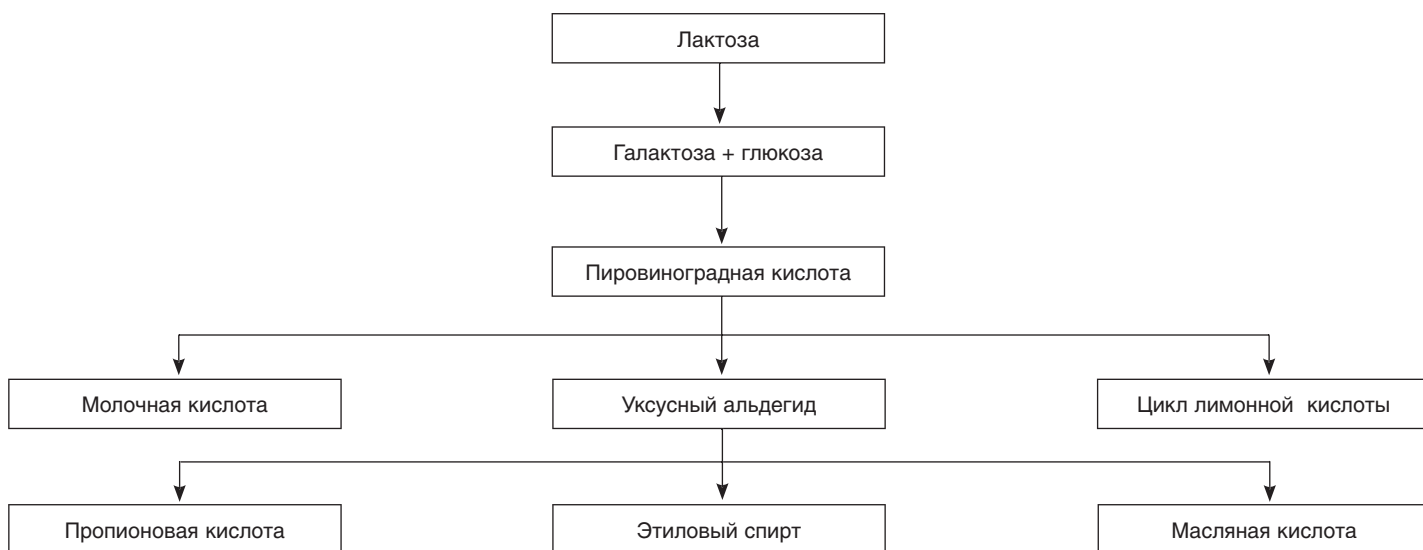 Лактоза
Галактоза + глюкоза
Пировиноградная кислота
Молочная кислота
Уксусный альдегид
Цикл лимонной кислоты
Пропионовая кислота
Этиловый спирт
Масляная кислота